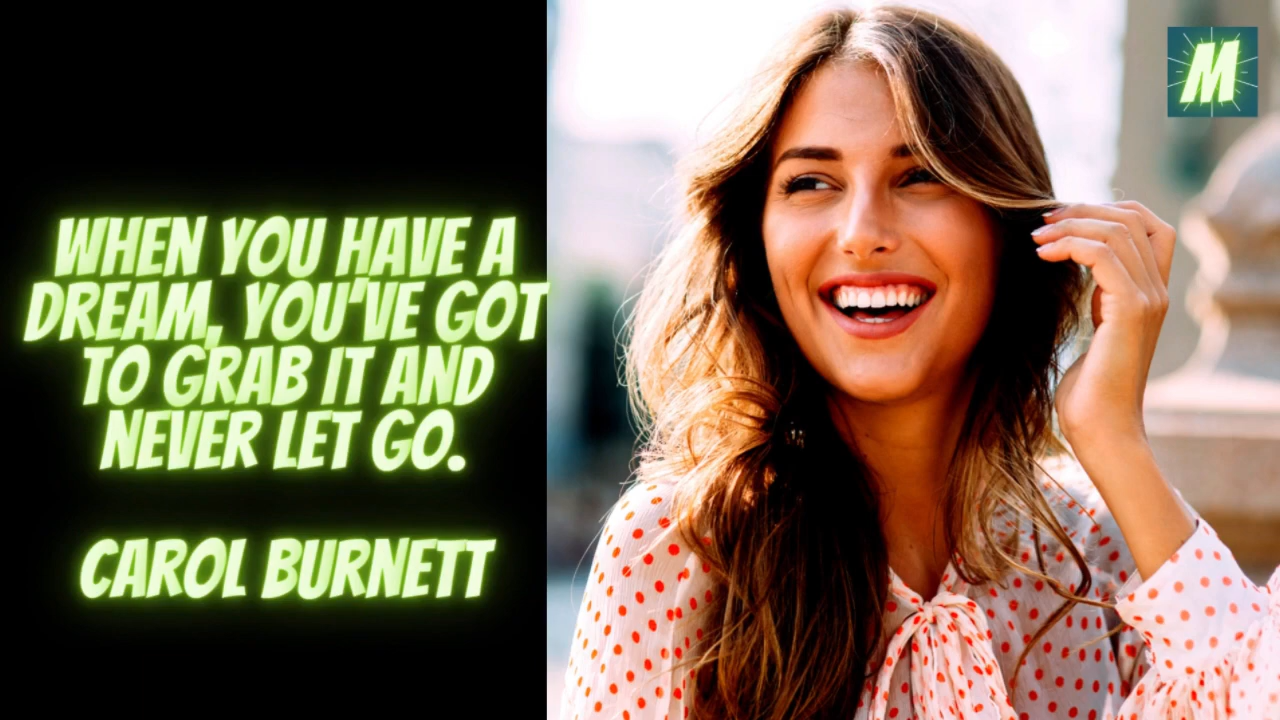 WHEN YOU HAVE A
DREAM, YOU'VE GOT
TO GRAB IT AND
NEVER LET GO.
CAROL BURNETT
M